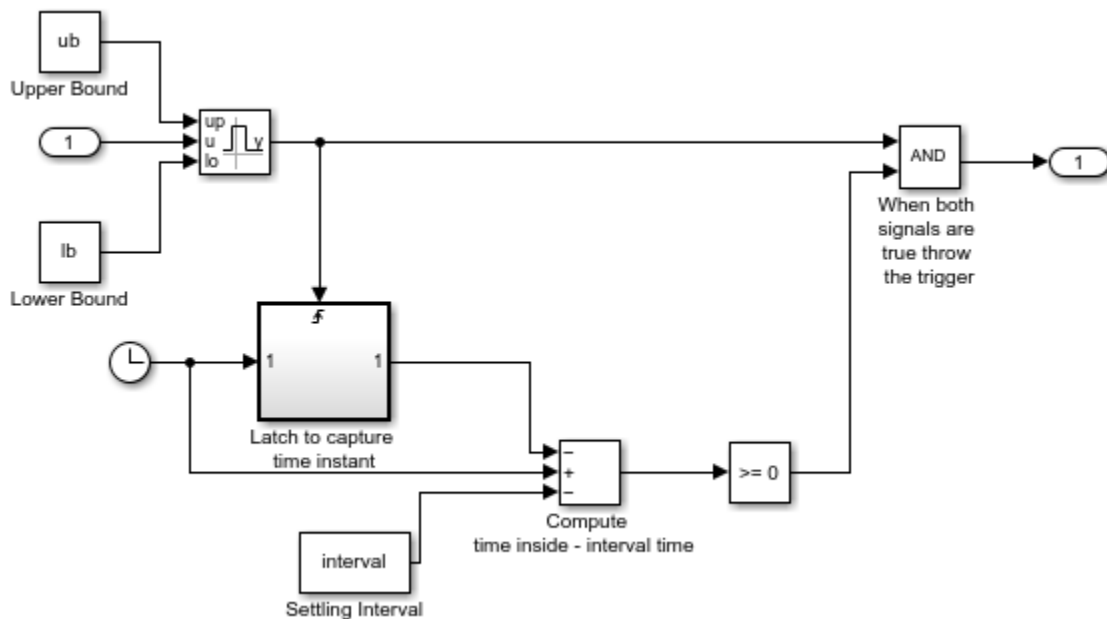 ub
Upper Bound
1
up
u
y
lo
lb
Lower Bound
AND
1
When both
signals are
true throw
the trigger
1
1
Latch to capture
time instant
−
+
−
>= 0
Compute
time inside - interval time
interval
Settling Interval